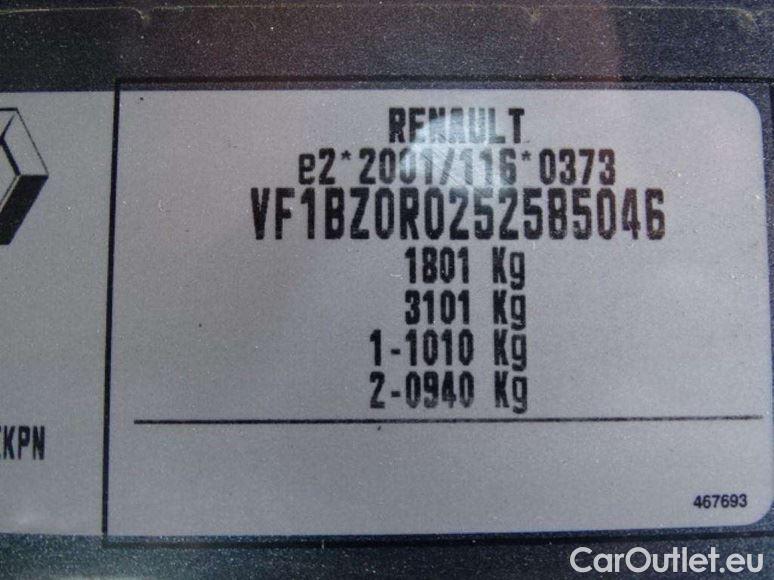 RENAULT
e2*2001/116*0373
VF1BZ0R0252585046
1801 Kg
3101 Kg
1-1010 Kg
2-0940 Kg
KPN
467693
CarOutlet.eu